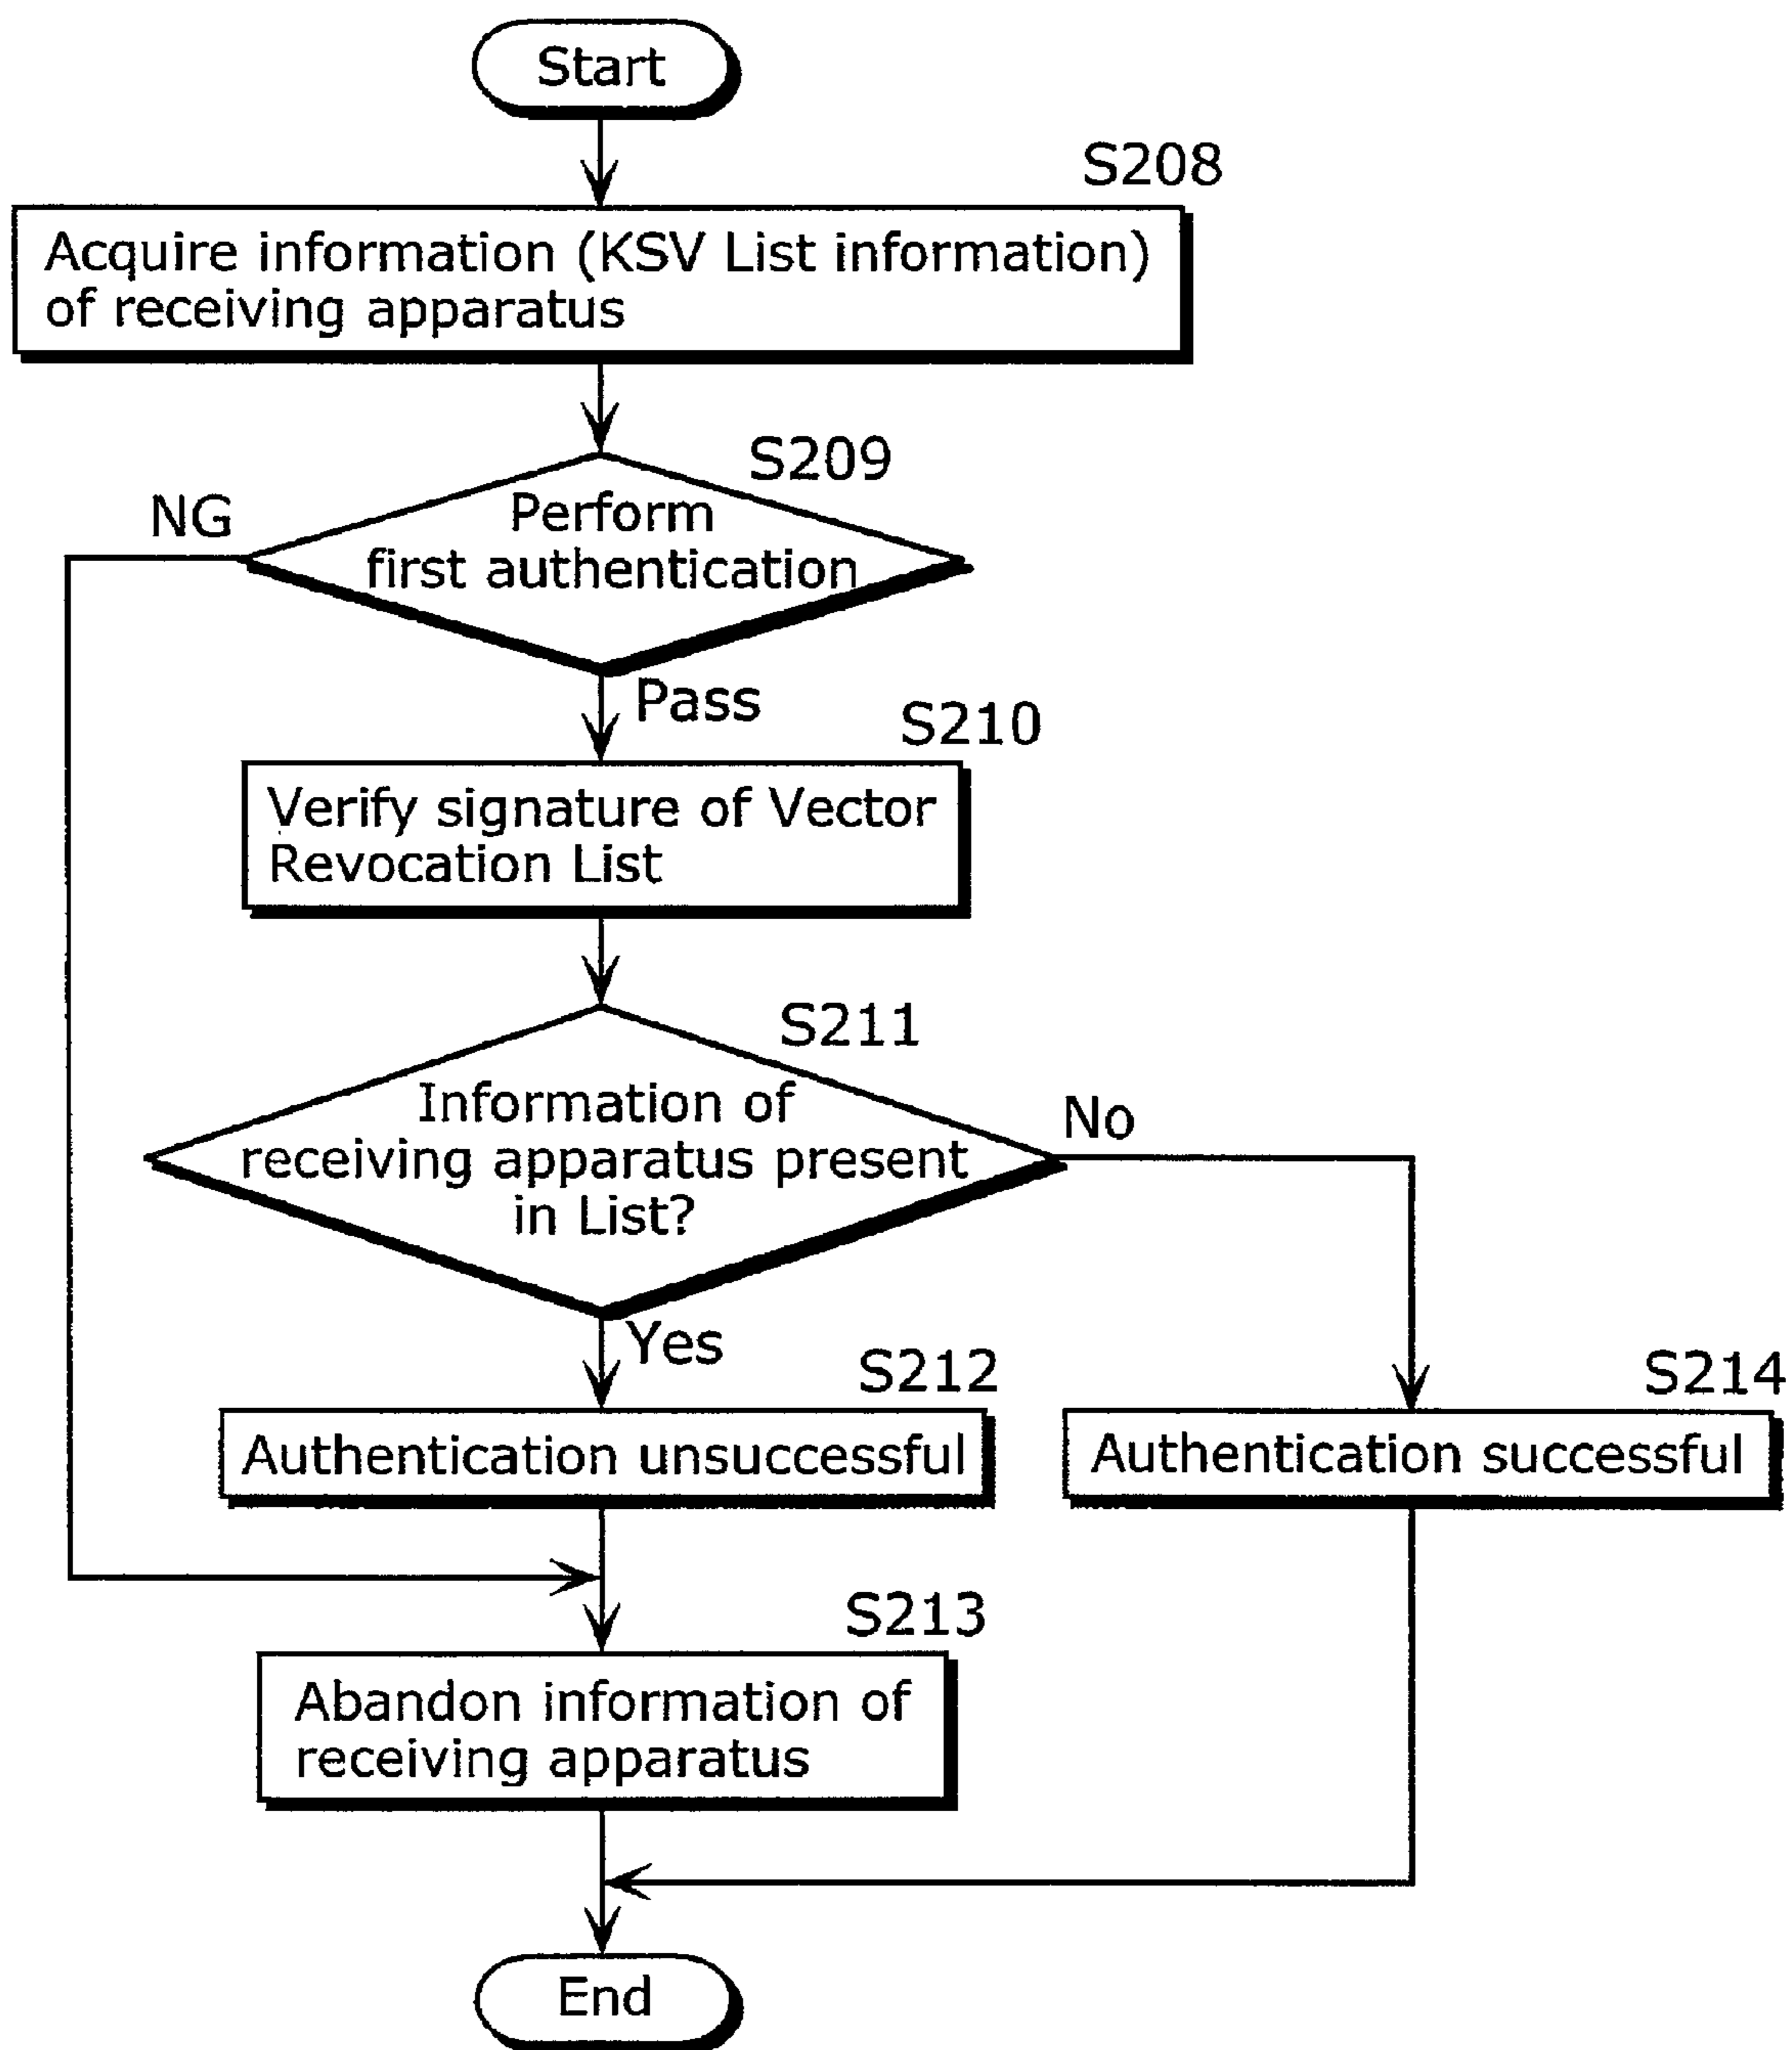 Start
S208
Acquire information (KSV List information)
of receiving apparatus
S209
NG
Perform
first authentication
Pass
S210
Verify signature of Vector
Revocation List
S211
Information of
receiving apparatus present
in List?
No
Yes
S212
S214
Authentication unsuccessful
Authentication successful
S213
Abandon information of
receiving apparatus
End